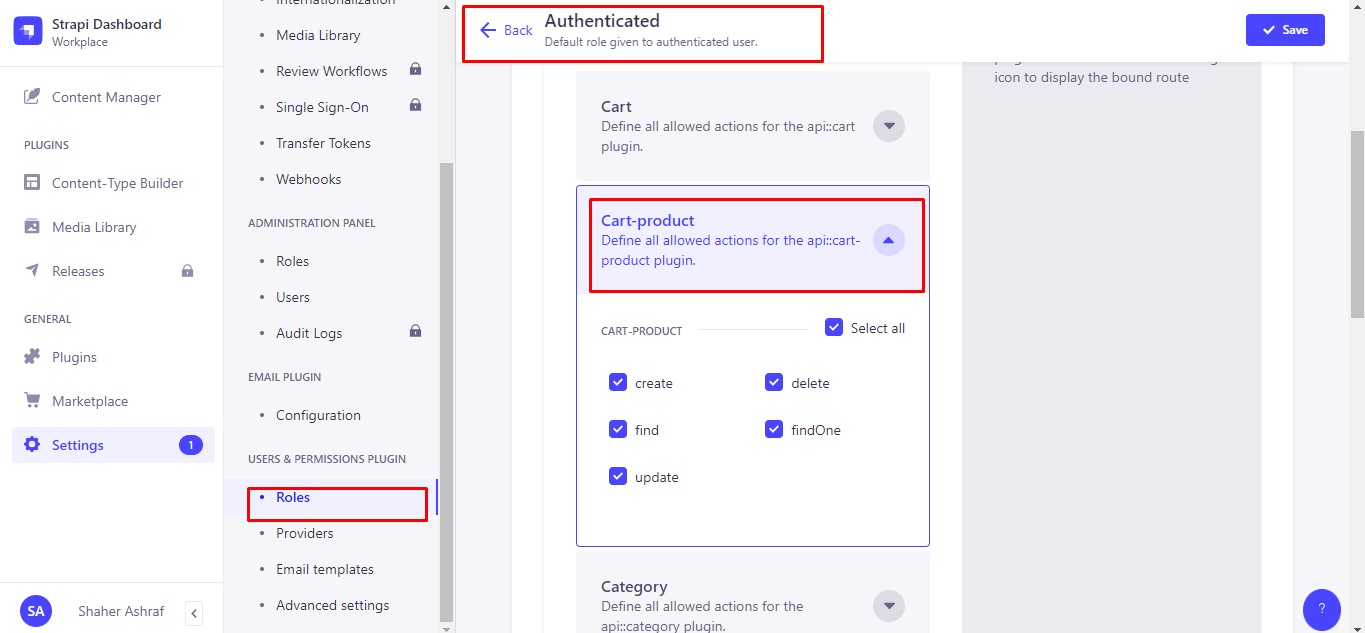 Strapi Dashboard
Workplace
Content Manager
PLUGINS
Content-Type Builder
Media Library
Releases
GENERAL
Plugins
Marketplace
Settings
1
SA
Shaher Ashraf
Internationalization
Media Library
Review Workflows
Single Sign-On
Transfer Tokens
Webhooks
ADMINISTRATION PANEL
Roles
Users
Audit Logs
EMAIL PLUGIN
Configuration
USERS & PERMISSIONS PLUGIN
Roles
Providers
Email templates
Advanced settings
Back
Authenticated
Default role given to authenticated user.
Save
Cart
Define all allowed actions for the api::cart
plugin.
Cart-product
Define all allowed actions for the api::cart-
product plugin.
CART-PRODUCT
Select all
create
delete
find
findOne
update
Category
Define all allowed actions for the
api::category plugin.
icon to display the bound route
?